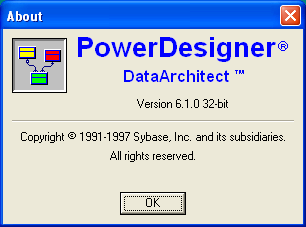 About
PowerDesigner®
DataArchitect ™
Version 6.1.0 32-bit
Copyright © 1991-1997 Sybase, Inc. and its subsidiaries.
All rights reserved.
OK